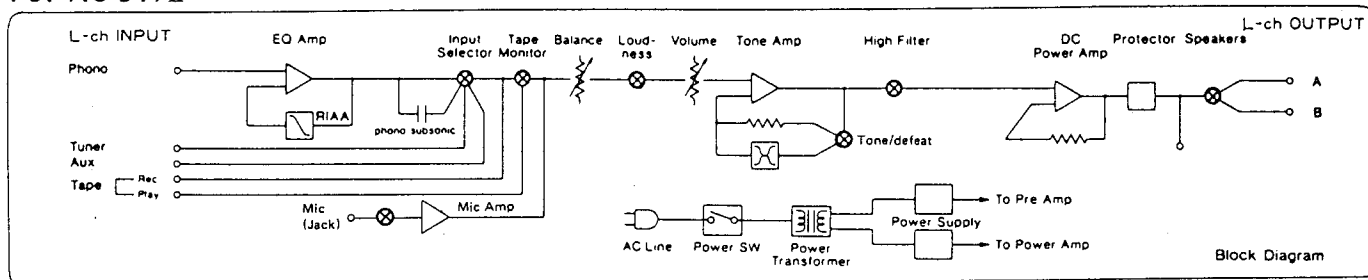 L-ch INPUT
L-ch OUTPUT
EQ Amp
Input
Selector
Tape
Monitor
Balance
Loud-
ness
Volume
Tone Amp
High Filter
DC
Power Amp
Protector
Speakers
Phono
RIAA
phono subsonic
A
B
Tone/defeat
Tuner
Aux
Tape
Rec
Play
Mic
(Jack)
Mic Amp
AC Line
Power SW
Power
Transformer
Power Supply
To Pre Amp
To Power Amp
Block Diagram